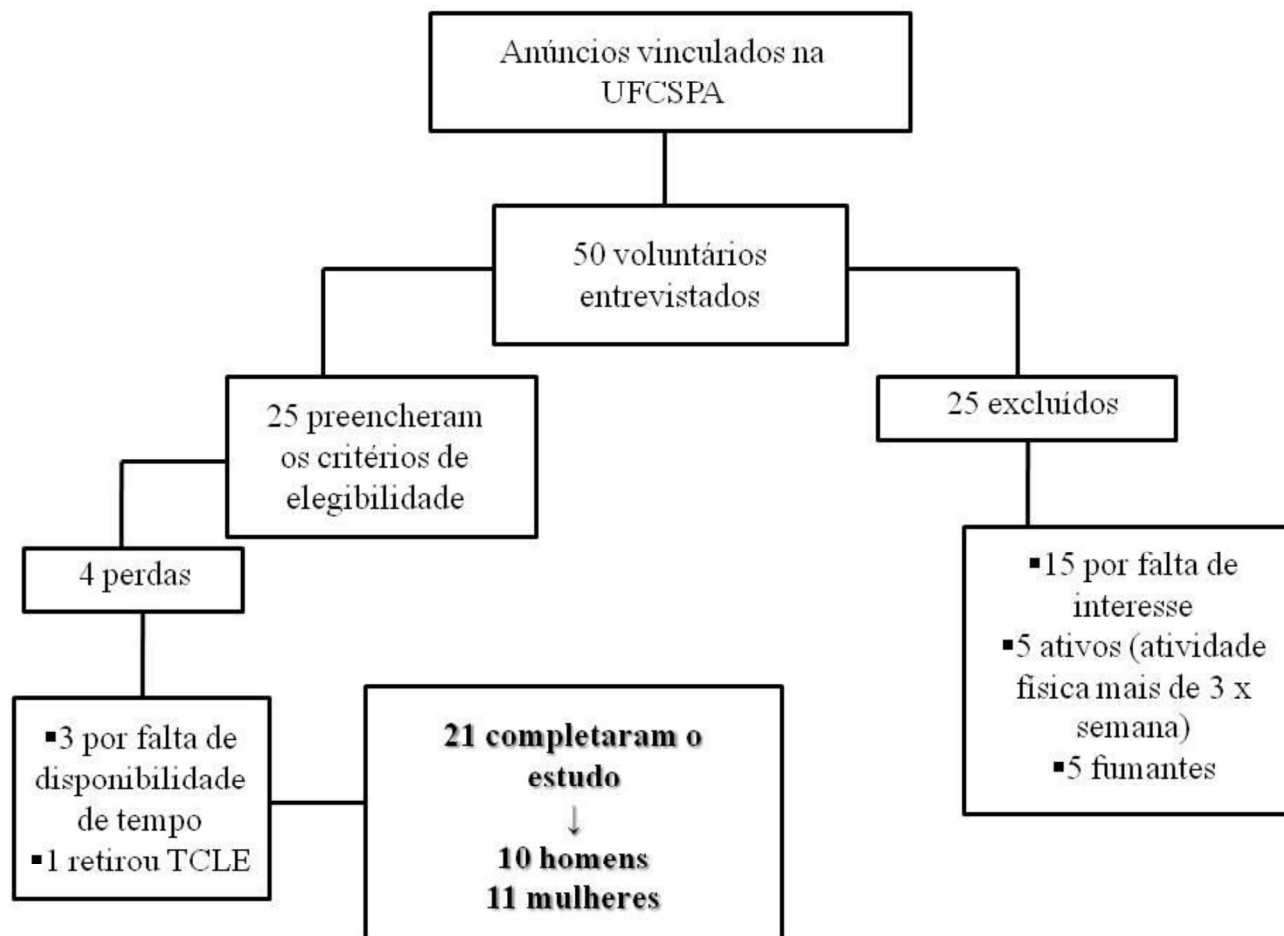 Anúncios vinculados na
UFCSPA
50 voluntários
entrevistados
25 preencheram
os critérios de
elegibilidade
25 excluídos
4 perdas
▪15 por falta de
interesse
▪5 ativos (atividade
física mais de 3 x
semana)
▪5 fumantes
▪3 por falta de
disponibilidade
de tempo
▪1 retirou TCLE
21 completaram o
estudo
↓
10 homens
11 mulheres